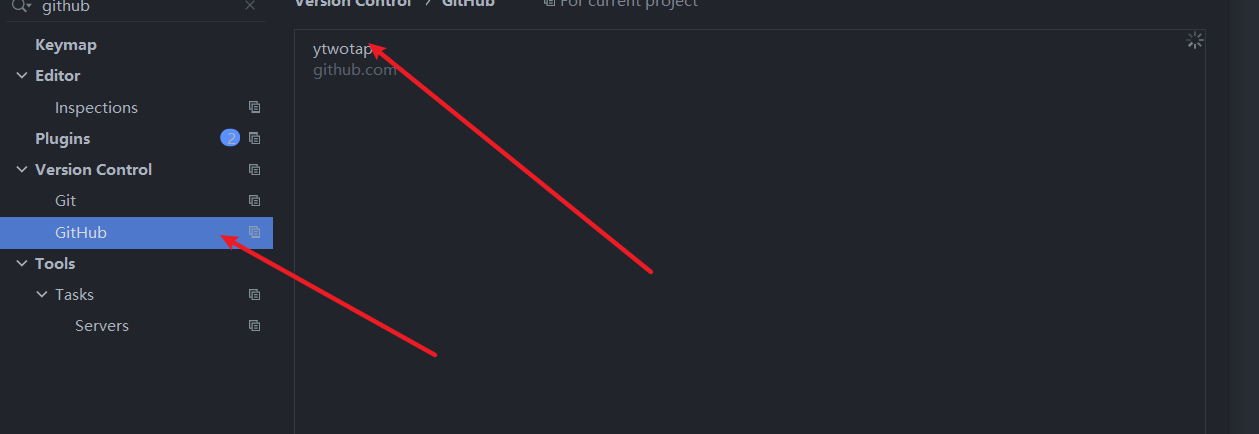 github
Version Control › GitHub
For current project
Keymap
Editor
Inspections
Plugins
2
Version Control
Git
GitHub
Tools
Tasks
Servers
ytwotap
github.com